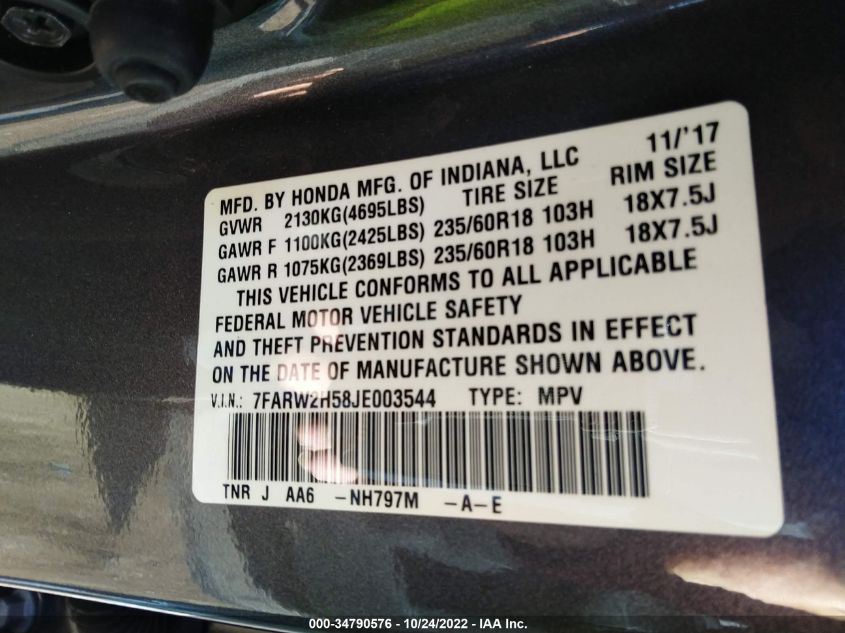 11/'17
MFD. BY HONDA MFG. OF INDIANA, LLC
GVWR 2130KG(4695LBS) TIRE SIZE RIM SIZE
GAWR F 1100KG(2425LBS) 235/60R18 103H 18X7.5J
GAWR R 1075KG(2369LBS) 235/60R18 103H 18X7.5J
THIS VEHICLE CONFORMS TO ALL APPLICABLE
FEDERAL MOTOR VEHICLE SAFETY
AND THEFT PREVENTION STANDARDS IN EFFECT
ON THE DATE OF MANUFACTURE SHOWN ABOVE.
V.I.N.: 7FARW2H58JE003544 TYPE: MPV
TNR J AA6 -NH797M -A-E
000-34790576 - 10/24/2022 - IAA Inc.